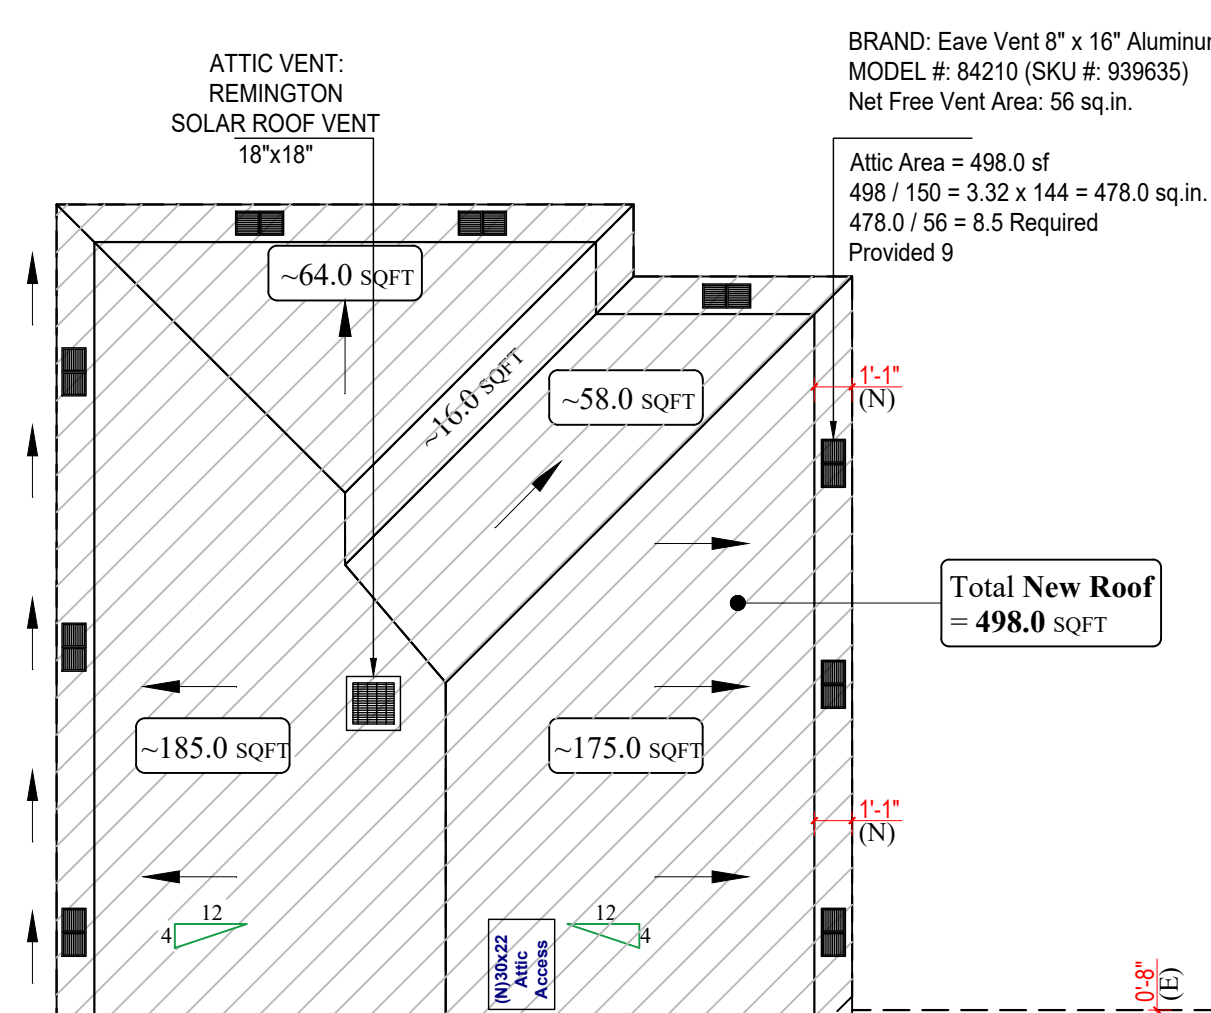 ATTIC VENT:
REMINGTON
SOLAR ROOF VENT
18"x18"
BRAND: Eave Vent 8" x 16" Aluminum
MODEL #: 84210 (SKU #: 939635)
Net Free Vent Area: 56 sq.in.
Attic Area = 498.0 sf
498 / 150 = 3.32 x 144 = 478.0 sq.in.
478.0 / 56 = 8.5 Required
Provided 9
~64.0 SQFT
~16.0 SQFT
~58.0 SQFT
1'-1"
(N)
Total New Roof
= 498.0 SQFT
~185.0 SQFT
~175.0 SQFT
1'-1"
(N)
12
4
12
4
(N)30x22
Attic
Access
0'-8"
(E)